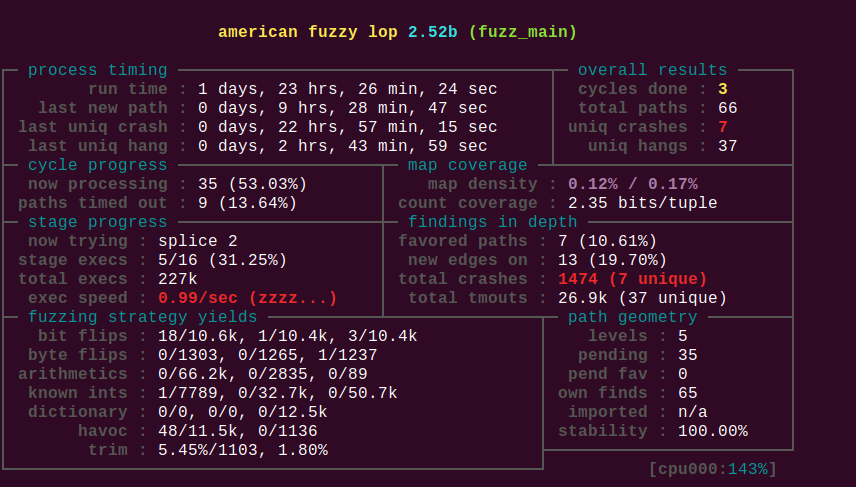 american fuzzy lop 2.52b (fuzz_main)
process timing overall results
run time : 1 days, 23 hrs, 26 min, 24 sec cycles done : 3
last new path : 0 days, 9 hrs, 28 min, 47 sec total paths : 66
last uniq crash : 0 days, 22 hrs, 57 min, 15 sec uniq crashes : 7
last uniq hang : 0 days, 2 hrs, 43 min, 59 sec uniq hangs : 37
cycle progress map coverage
now processing : 35 (53.03%) map density : 0.12% / 0.17%
paths timed out : 9 (13.64%) count coverage : 2.35 bits/tuple
stage progress findings in depth
now trying : splice 2 favored paths : 7 (10.61%)
stage execs : 5/16 (31.25%) new edges on : 13 (19.70%)
total execs : 227k total crashes : 1474 (7 unique)
exec speed : 0.99/sec (zzzz...) total tmouts : 26.9k (37 unique)
fuzzing strategy yields path geometry
bit flips : 18/10.6k, 1/10.4k, 3/10.4k levels : 5
byte flips : 0/1303, 0/1265, 1/1237 pending : 35
arithmetics : 0/66.2k, 0/2835, 0/89 pend fav : 0
known ints : 1/7789, 0/32.7k, 0/50.7k own finds : 65
dictionary : 0/0, 0/0, 0/12.5k imported : n/a
havoc : 48/11.5k, 0/1136 stability : 100.00%
trim : 5.45%/1103, 1.80%
[cpu000:143%]